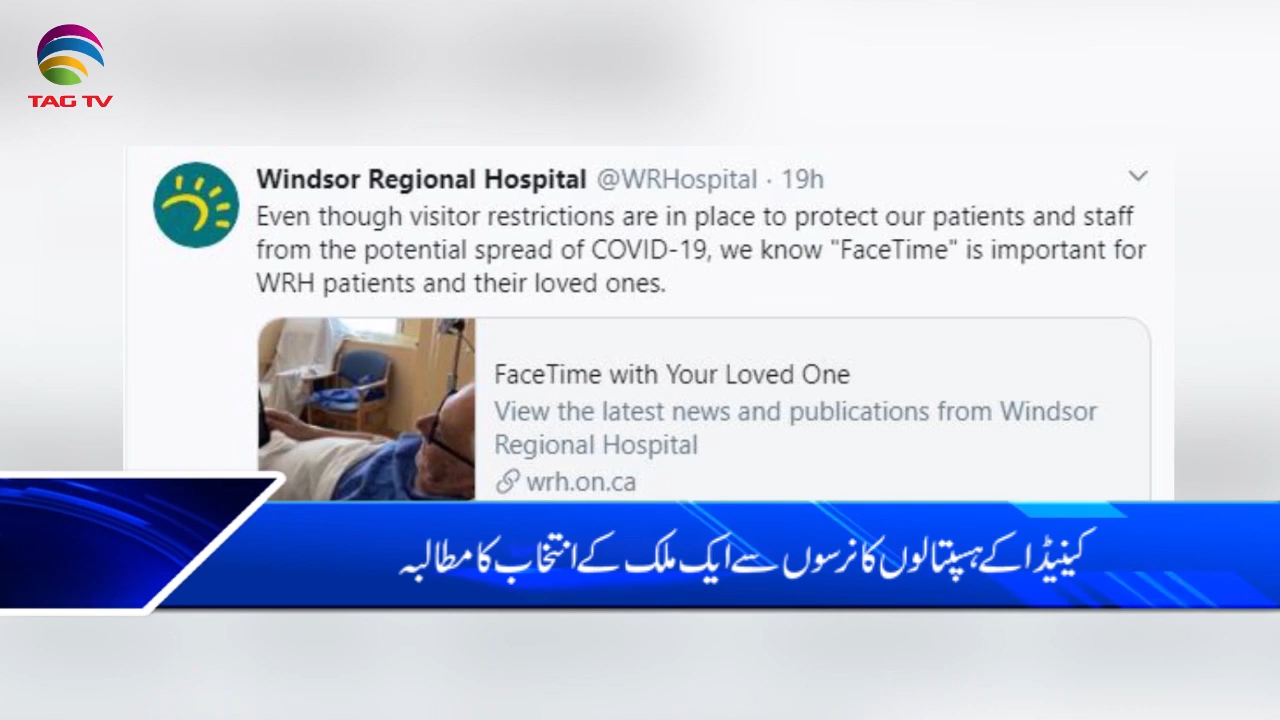 TAG TV
Windsor Regional Hospital @WRHospital · 19h
Even though visitor restrictions are in place to protect our patients and staff
from the potential spread of COVID-19, we know "FaceTime" is important for
WRH patients and their loved ones.
FaceTime with Your Loved One
View the latest news and publications from Windsor
Regional Hospital
wrh.on.ca
کینیڈا کے ہسپتالوں کا نرسوں سے ایک ملک کے انتخاب کا مطالبہ